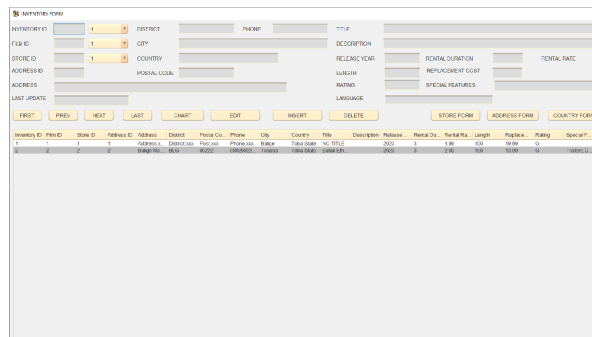 INVENTORY FORM
INVENTORY ID 1 DISTRICT PHONE TITLE
FILM ID 1 CITY DESCRIPTION
STORE ID 1 COUNTRY RELEASE YEAR RENTAL DURATION RENTAL RATE
ADDRESS ID POSTAL CODE LENGTH REPLACEMENT COST
ADDRESS RATING SPECIAL FEATURES
LAST UPDATE LANGUAGE
FIRST PREV NEXT LAST CHART EDIT INSERT DELETE STORE FORM ADDRESS FORM COUNTRY FORM
Inventory ID Film ID Store ID Address ID Address District Postal Co... Phone City Country Title Description Release ... Rental Du... Rental Ra... Length Replace... Rating Special F...
1 1 1 1 Address x... District xxx Post xxx Phone xxx Balige Toba State NO TITLE 2023 3 4.99 100 19.99 G
2 2 2 2 BLG Toba State 2023 3 2.99 G